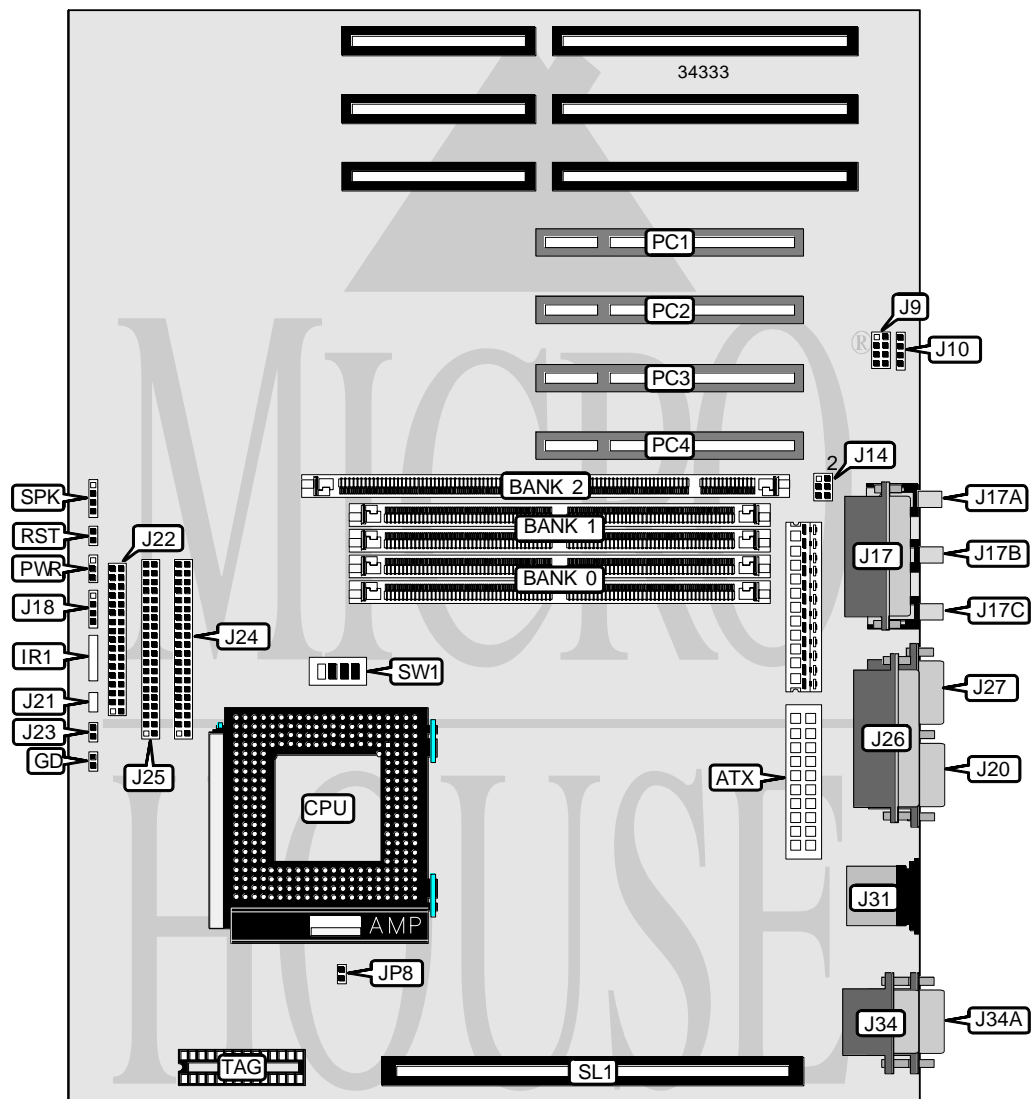 34333
PC1
PC2
J9
®
J10
PC3
PC4
2
J14
SPK
BANK 2
J17A
RST
J22
BANK 1
J17
J17B
PWR
BANK 0
J18
J17C
J24
IR1
SW1
J27
J21
J23
J26
GD
J25
ATX
J20
CPU
J31
AMP
JP8
J34
J34A
TAG
SL1
MICRO
HOUSE